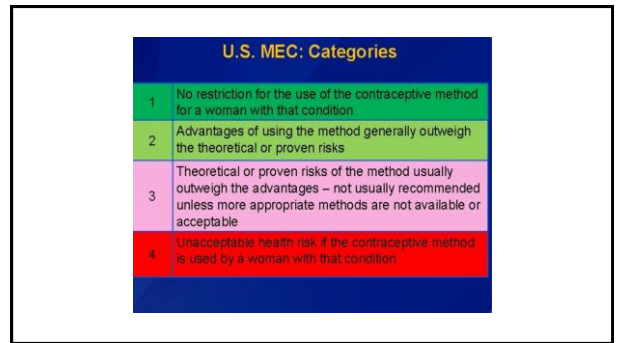 U.S. MEC: Categories
1
No restriction for the use of the contraceptive method
for a woman with that condition
2
Advantages of using the method generally outweigh
the theoretical or proven risks
3
Theoretical or proven risks of the method usually
outweigh the advantages – not usually recommended
unless more appropriate methods are not available or
acceptable
4
Unacceptable health risk if the contraceptive method
is used by a woman with that condition